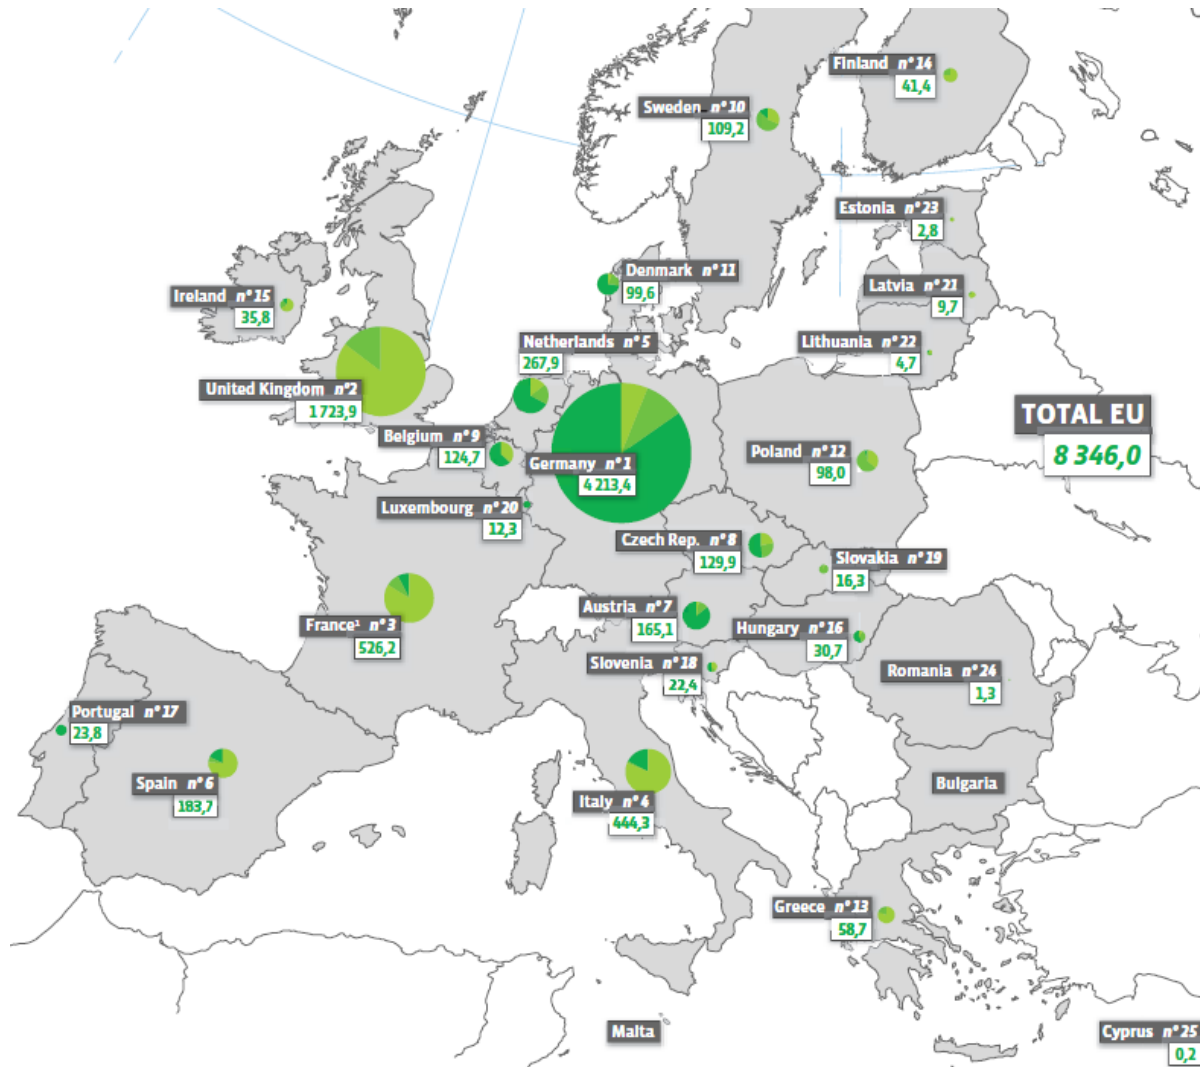 Finland n°14
41,4
Sweden n°10
109,2
Estonia n°23
2,8
Denmark n°11
99,6
Latvia n°21
9,7
Ireland n°15
35,8
Netherlands n°5
267,9
Lithuania n°22
4,7
United Kingdom n°2
1 723,9
TOTAL EU
8 346,0
Belgium n°9
124,7
Germany n°1
4 213,4
Poland n°12
98,0
Luxembourg n°20
12,3
Czech Rep. n°8
129,9
Slovakia n°19
16,3
Austria n°7
165,1
France¹ n°3
526,2
Hungary n°16
30,7
Slovenia n°18
22,4
Romania n°24
1,3
Portugal n°17
23,8
Spain n°6
183,7
Bulgaria
Italy n°4
444,3
Greece n°13
58,7
Malta
Cyprus n°25
0,2